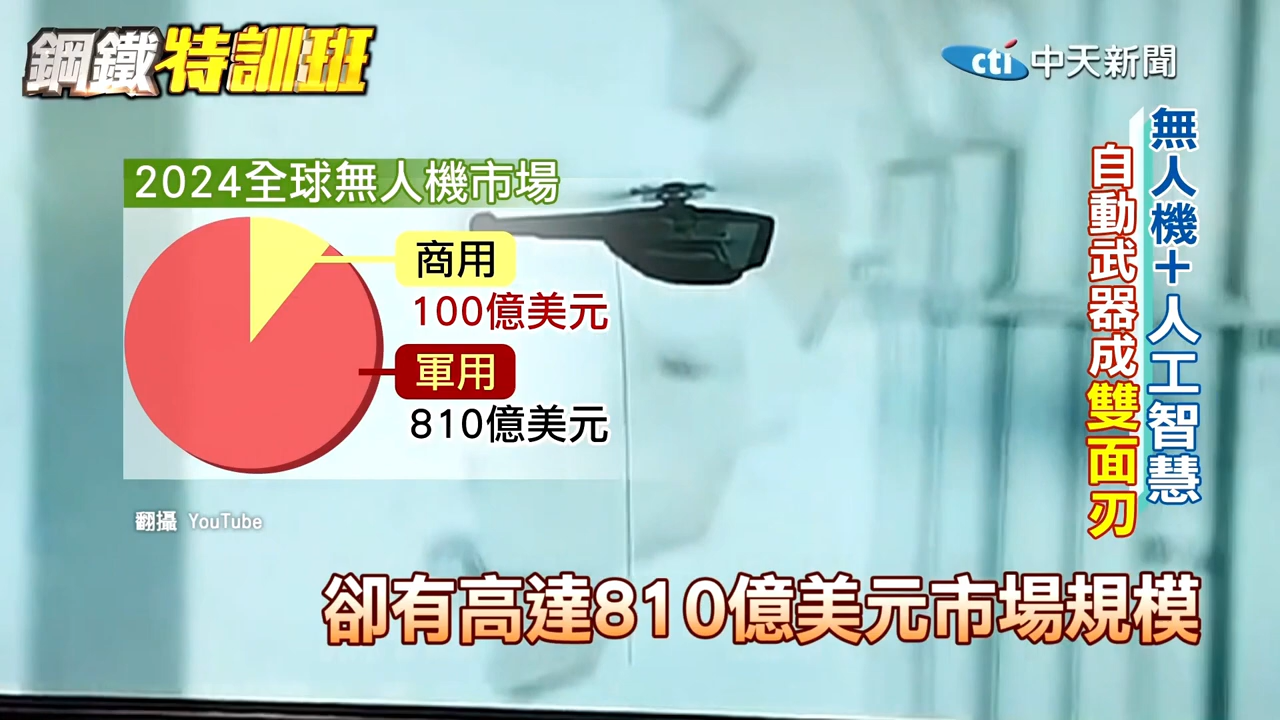 鋼鐵特訓班
cti 中天新聞
無人機+人工智慧
自動武器成雙面刃
2024全球無人機市場
商用
100億美元
軍用
810億美元
翻攝 YouTube
卻有高達810億美元市場規模